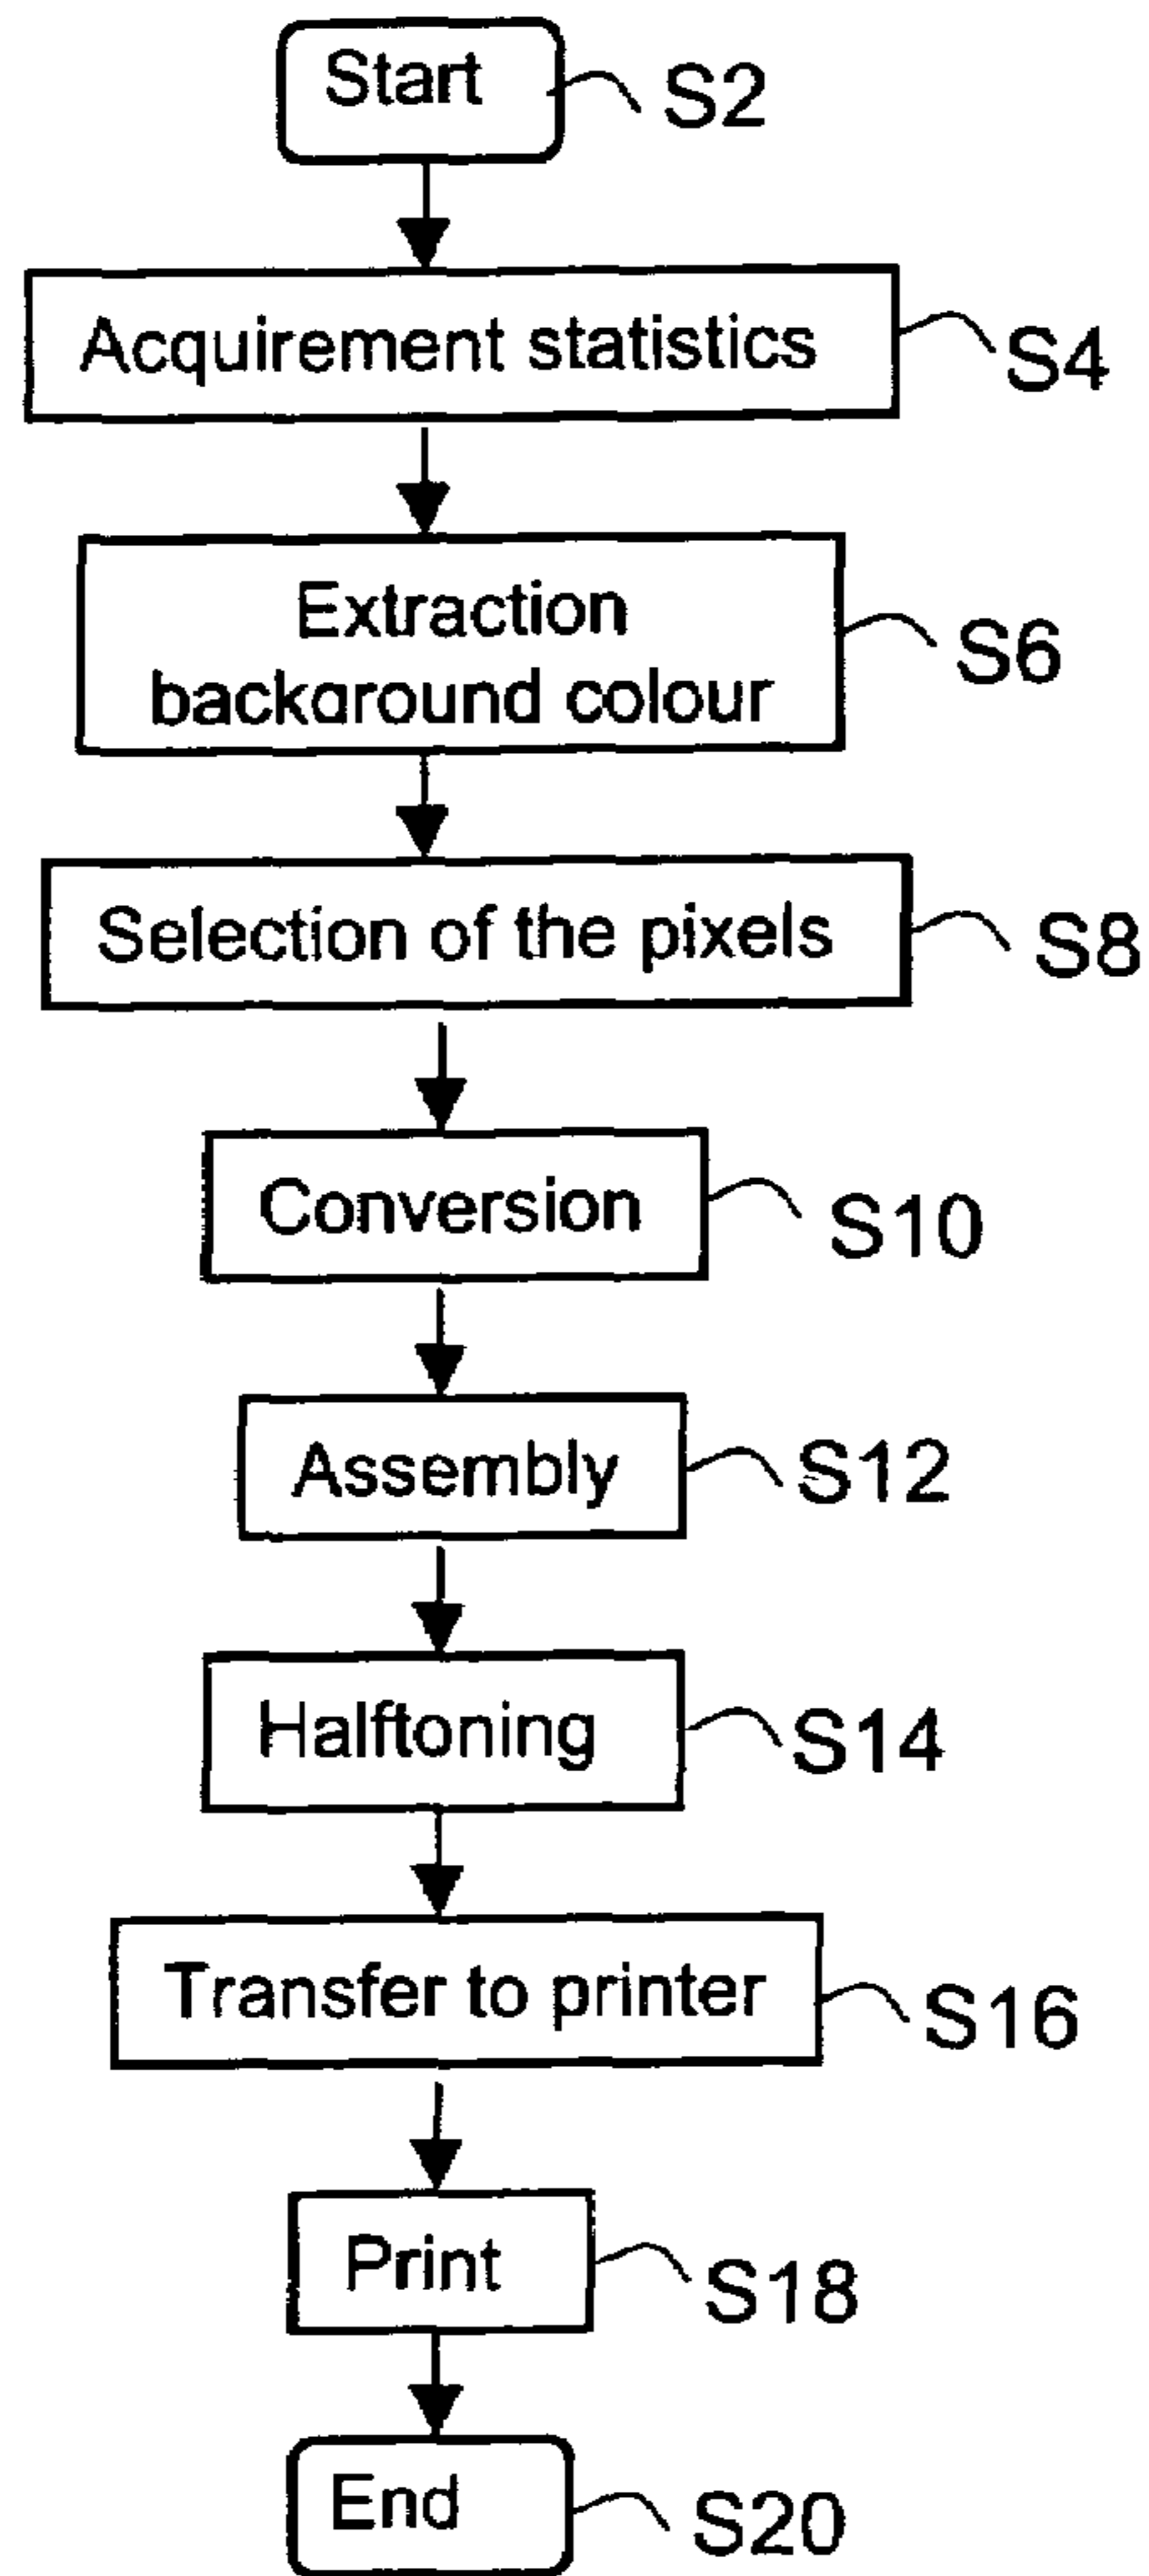 Start
S2
Acquirement statistics
S4
Extraction
background colour
S6
Selection of the pixels
S8
Conversion
S10
Assembly
S12
Halftoning
S14
Transfer to printer
S16
Print
S18
End
S20